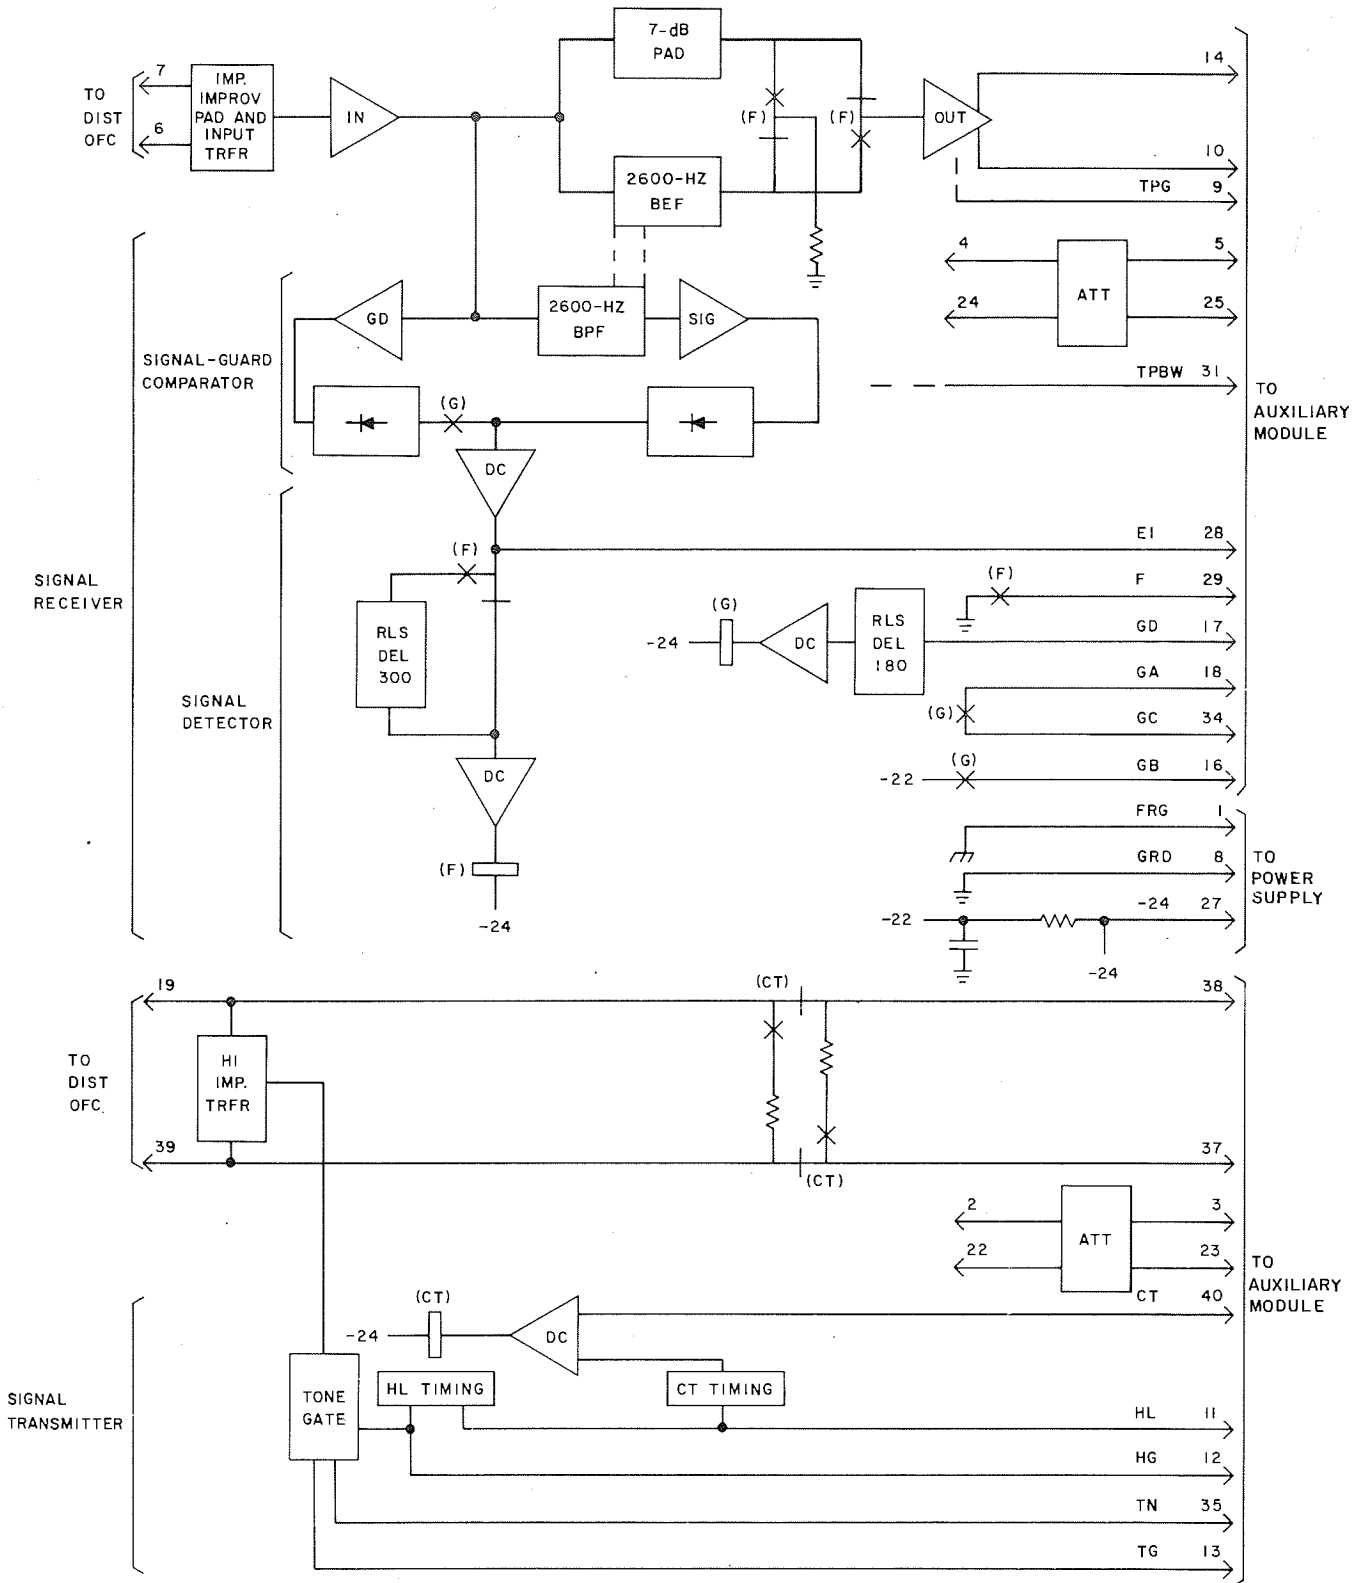 7-dB
PAD
14
7
IMP.
IMPROV
PAD AND
INPUT
TRFR
TO
DIST
OFC
6
IN
(F)
(F)
OUT
10
2600-HZ
BEF
TPG 9
4
5
ATT
24
25
GD
2600-HZ
BPF
SIG
SIGNAL-GUARD
COMPARATOR
TPBW 31
TO
AUXILIARY
MODULE
(G)
DC
E1 28
(F)
SIGNAL
RECEIVER
(F)
F 29
RLS
DEL
300
(G)
-24
DC
RLS
DEL
180
GD 17
GA 18
SIGNAL
DETECTOR
(G)
GC 34
DC
(G)
-22
GB 16
FRG 1
(F)
GRD 8
TO
POWER
SUPPLY
-24
-22
-24 27
-24
19
(CT)
38
TO
DIST
OFC
HI
IMP.
TRFR
39
37
(CT)
2
3
ATT
22
23
TO
AUXILIARY
MODULE
(CT)
CT 40
-24
DC
SIGNAL
TRANSMITTER
TONE
GATE
HL TIMING
CT TIMING
HL 11
HG 12
TN 35
TG 13